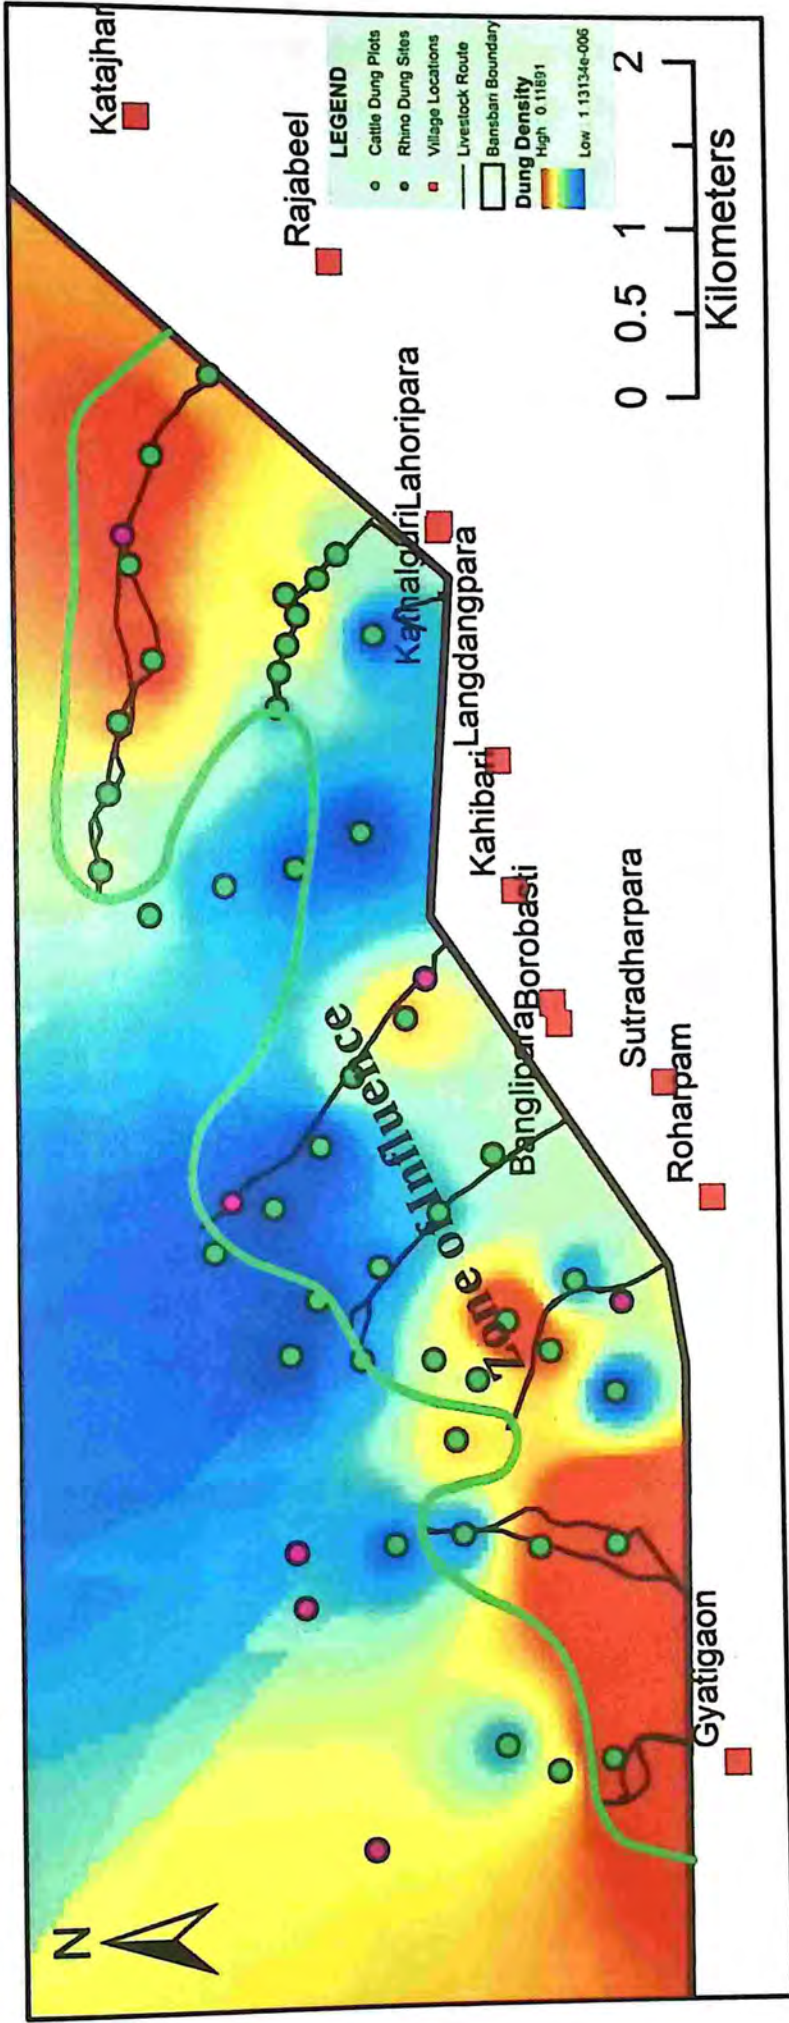 N
Katajhar
Rajabeel
Lahoripara
Kathalguri
Langdangpara
Kahibari
Borobasti
Banglipara
Sutradharpara
Roharpam
Gyatigaon
Zone of Influence
LEGEND
Cattle Dung Plots
Rhino Dung Sites
Village Locations
Livestock Route
Bansbari Boundary
Dung Density
High 0.11691
Low : 1.13134e-006
0 0.5 1 2
Kilometers